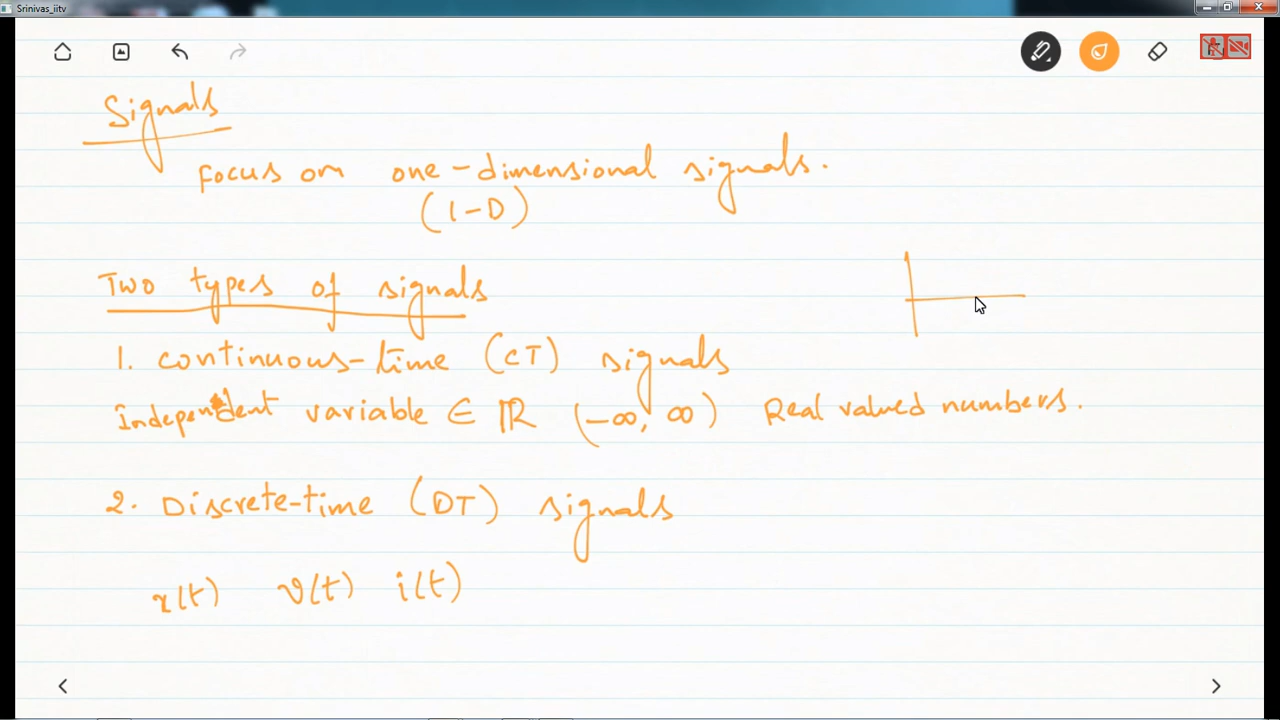 Srinivas_iitv
Signals
Focus on one-dimensional signals.
(1-D)
Two types of signals
1. continuous-time (CT) signals
Independent variable ∈ ℝ (-∞, ∞) Real valued numbers.
2. Discrete-time (DT) signals
x(t) v(t) i(t)